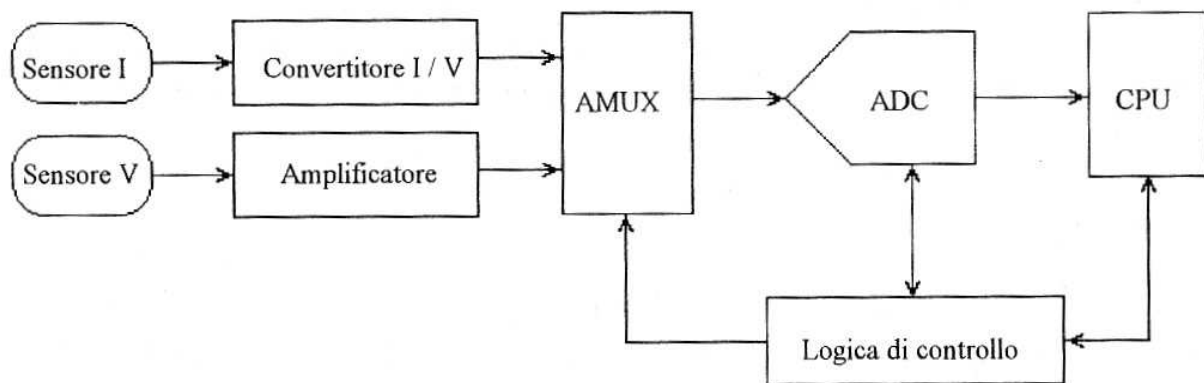 Sensore I
Convertitore I / V
AMUX
ADC
CPU
Sensore V
Amplificatore
Logica di controllo